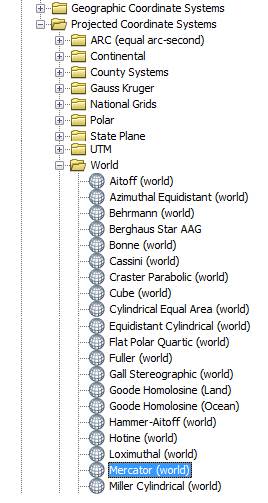 Geographic Coordinate Systems
Projected Coordinate Systems
ARC (equal arc-second)
Continental
County Systems
Gauss Kruger
National Grids
Polar
State Plane
UTM
World
Aitoff (world)
Azimuthal Equidistant (world)
Behrmann (world)
Berghaus Star AAG
Bonne (world)
Cassini (world)
Craster Parabolic (world)
Cube (world)
Cylindrical Equal Area (world)
Equidistant Cylindrical (world)
Flat Polar Quartic (world)
Fuller (world)
Gall Stereographic (world)
Goode Homolosine (Land)
Goode Homolosine (Ocean)
Hammer-Aitoff (world)
Hotine (world)
Loximuthal (world)
Mercator (world)
Miller Cylindrical (world)